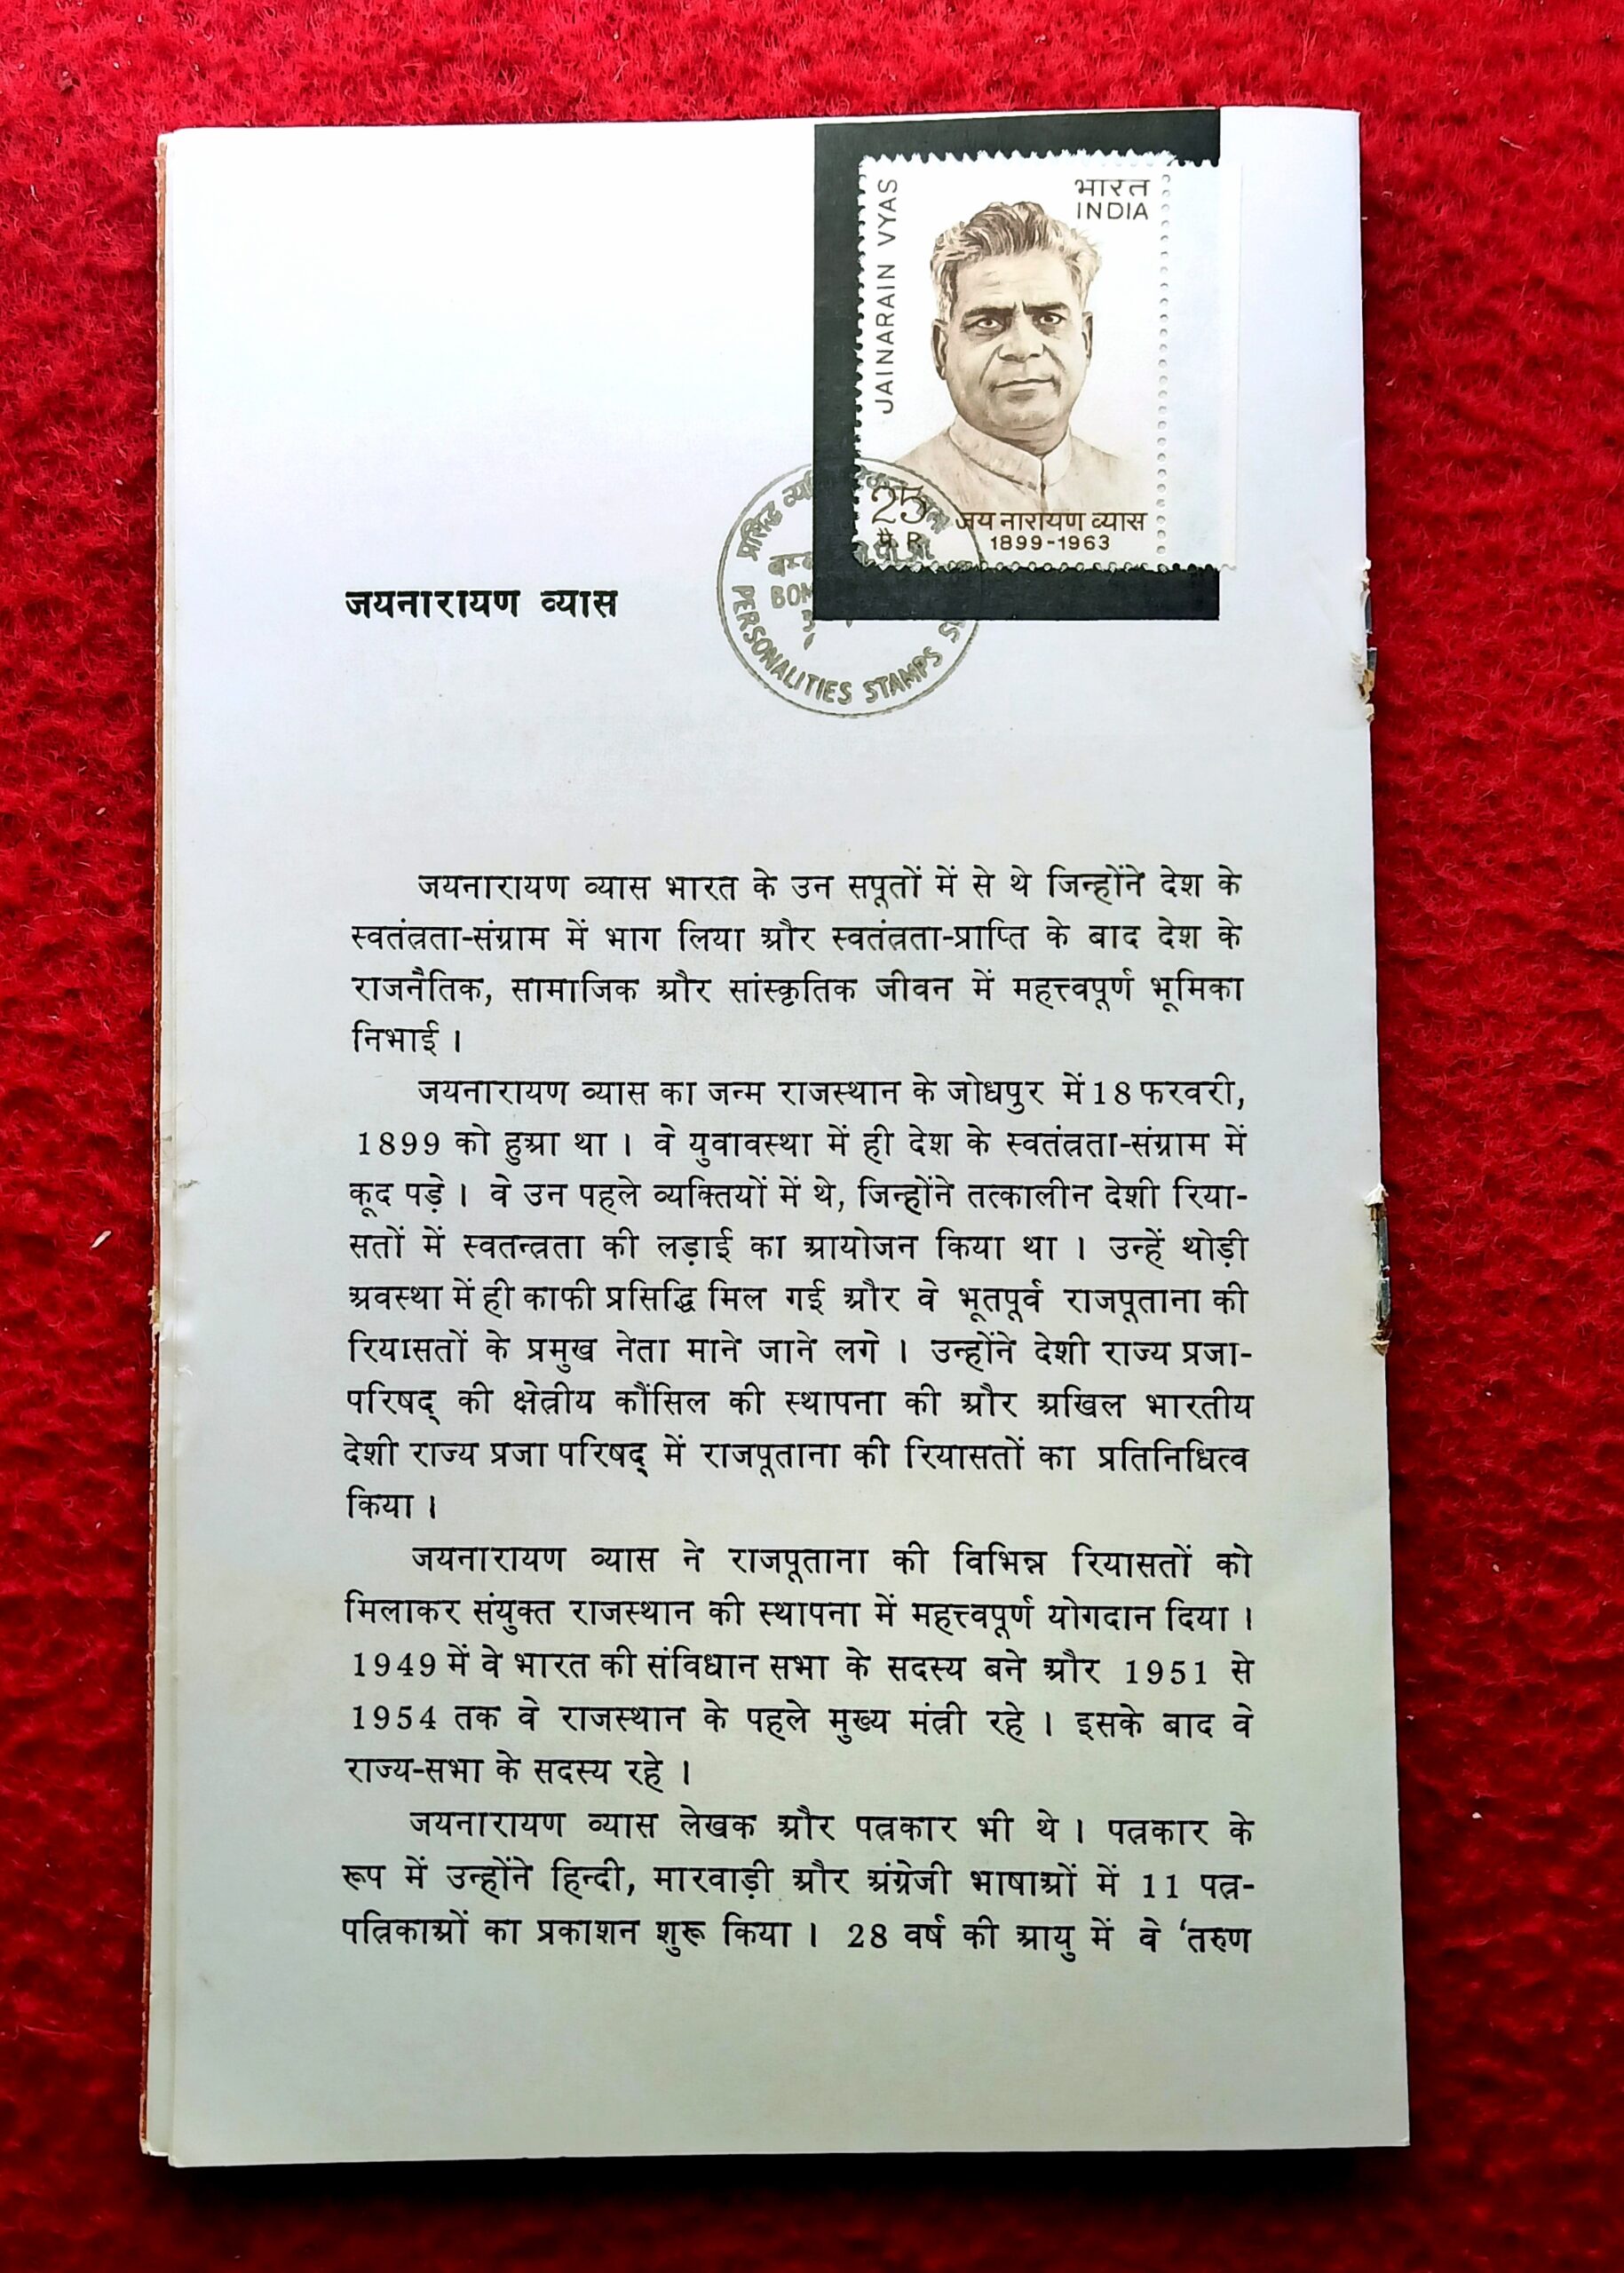 JAINARAIN VYAS
भारत
INDIA
25
पै. P.
जय नारायण व्यास
1899-1963
प्रसिद्ध
PERSONALITIES STAMPS
जयनारायण व्यास
जयनारायण व्यास भारत के उन सपूतों में से थे जिन्होंने देश के
स्वतंत्रता-संग्राम में भाग लिया और स्वतंत्रता-प्राप्ति के बाद देश के
राजनैतिक, सामाजिक और सांस्कृतिक जीवन में महत्त्वपूर्ण भूमिका
निभाई ।
जयनारायण व्यास का जन्म राजस्थान के जोधपुर में 18 फरवरी,
1899 को हुआ था । वे युवावस्था में ही देश के स्वतंत्रता-संग्राम में
कूद पड़े । वे उन पहले व्यक्तियों में थे, जिन्होंने तत्कालीन देशी रिया-
सतों में स्वतन्त्रता की लड़ाई का आयोजन किया था । उन्हें थोड़ी
अवस्था में ही काफी प्रसिद्धि मिल गई और वे भूतपूर्व राजपूताना की
रियासतों के प्रमुख नेता माने जाने लगे । उन्होंने देशी राज्य प्रजा-
परिषद् की क्षेत्रीय कौंसिल की स्थापना की और अखिल भारतीय
देशी राज्य प्रजा परिषद् में राजपूताना की रियासतों का प्रतिनिधित्व
किया ।
जयनारायण व्यास ने राजपूताना की विभिन्न रियासतों को
मिलाकर संयुक्त राजस्थान की स्थापना में महत्त्वपूर्ण योगदान दिया ।
1949 में वे भारत की संविधान सभा के सदस्य बने और 1951 से
1954 तक वे राजस्थान के पहले मुख्य मंत्री रहे । इसके बाद वे
राज्य-सभा के सदस्य रहे ।
जयनारायण व्यास लेखक और पत्रकार भी थे । पत्रकार के
रूप में उन्होंने हिन्दी, मारवाड़ी और अंग्रेजी भाषाओं में 11 पत्र-
पत्रिकाओं का प्रकाशन शुरू किया । 28 वर्ष की आयु में वे ‘तरुण